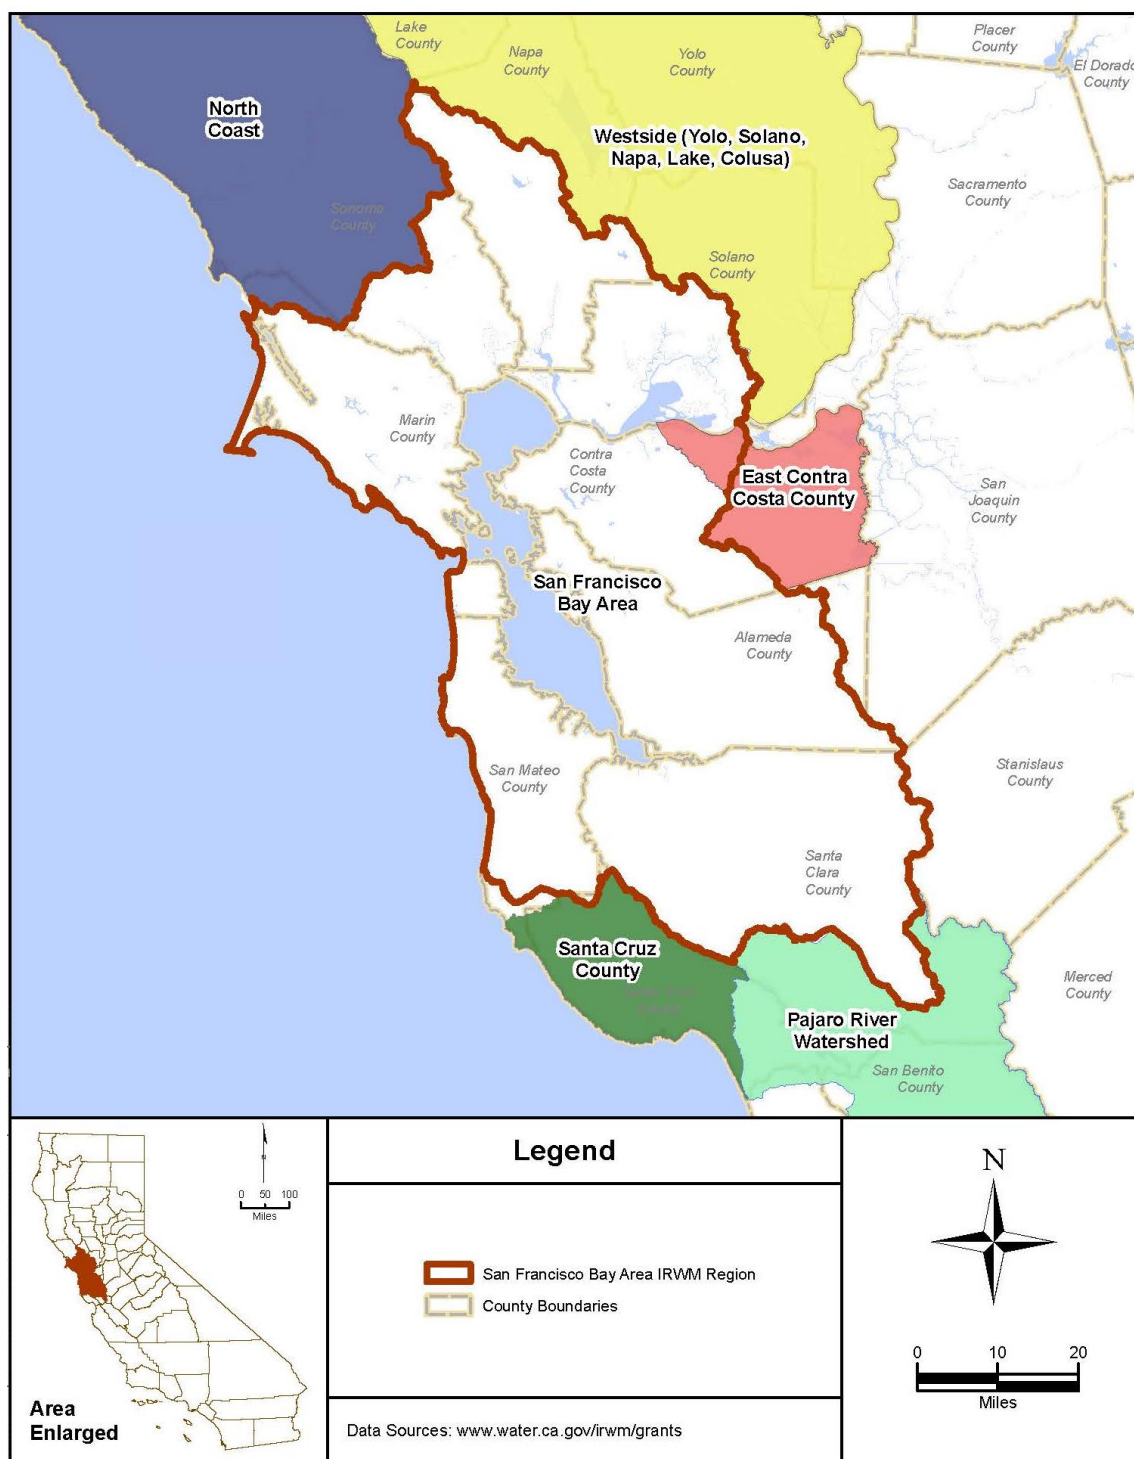 Lake
County
Napa
County
Yolo
County
Placer
County
El Dorado
County
North
Coast
Westside (Yolo, Solano,
Napa, Lake, Colusa)
Sacramento
County
Sonoma
County
Solano
County
Marin
County
Contra
Costa
County
East Contra
Costa County
San
Joaquin
County
San Francisco
Bay Area
Alameda
County
San Mateo
County
Stanislaus
County
Santa
Clara
County
Santa Cruz
County
Merced
County
Pajaro River
Watershed
San Benito
County
N
0 50 100
Miles
Area
Enlarged
Legend
San Francisco Bay Area IRWM Region
County Boundaries
Data Sources: www.water.ca.gov/irwm/grants
N
0 10 20
Miles